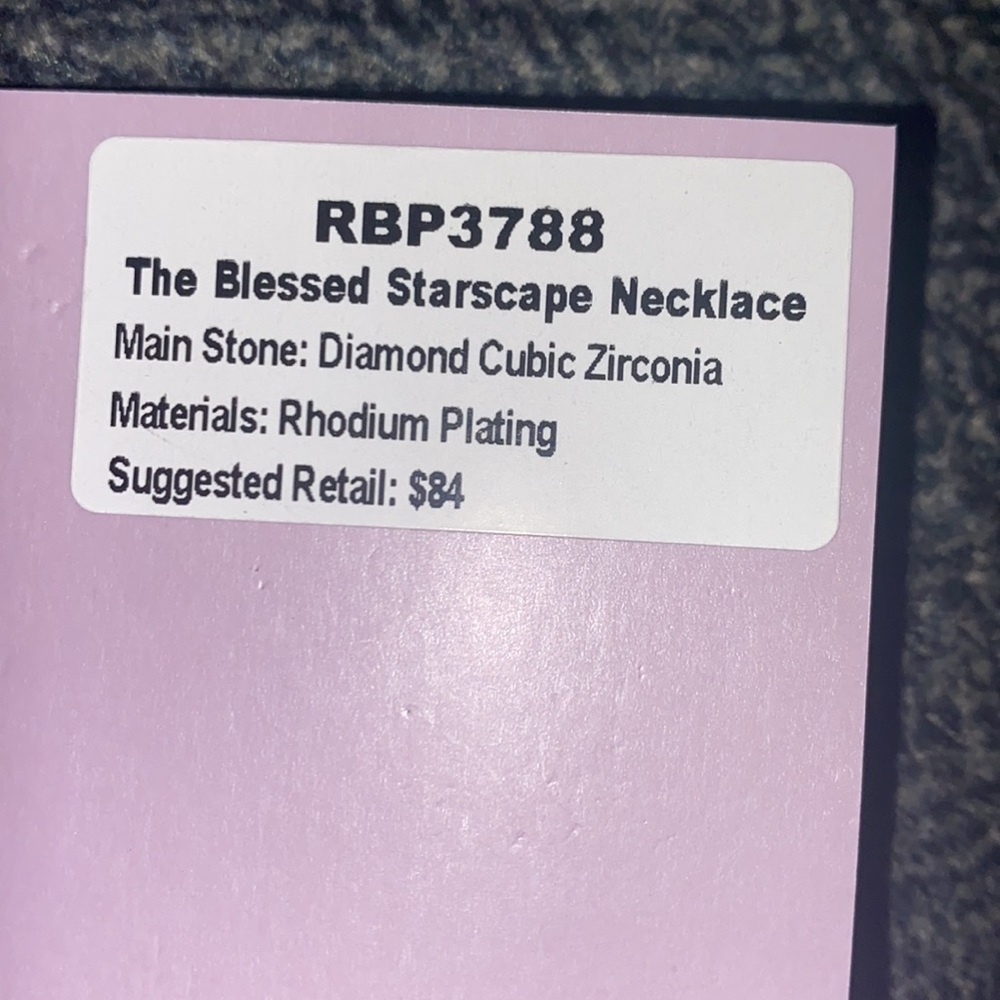 RBP3788
The Blessed Starscape Necklace
Main Stone: Diamond Cubic Zirconia
Materials: Rhodium Plating
Suggested Retail: $84